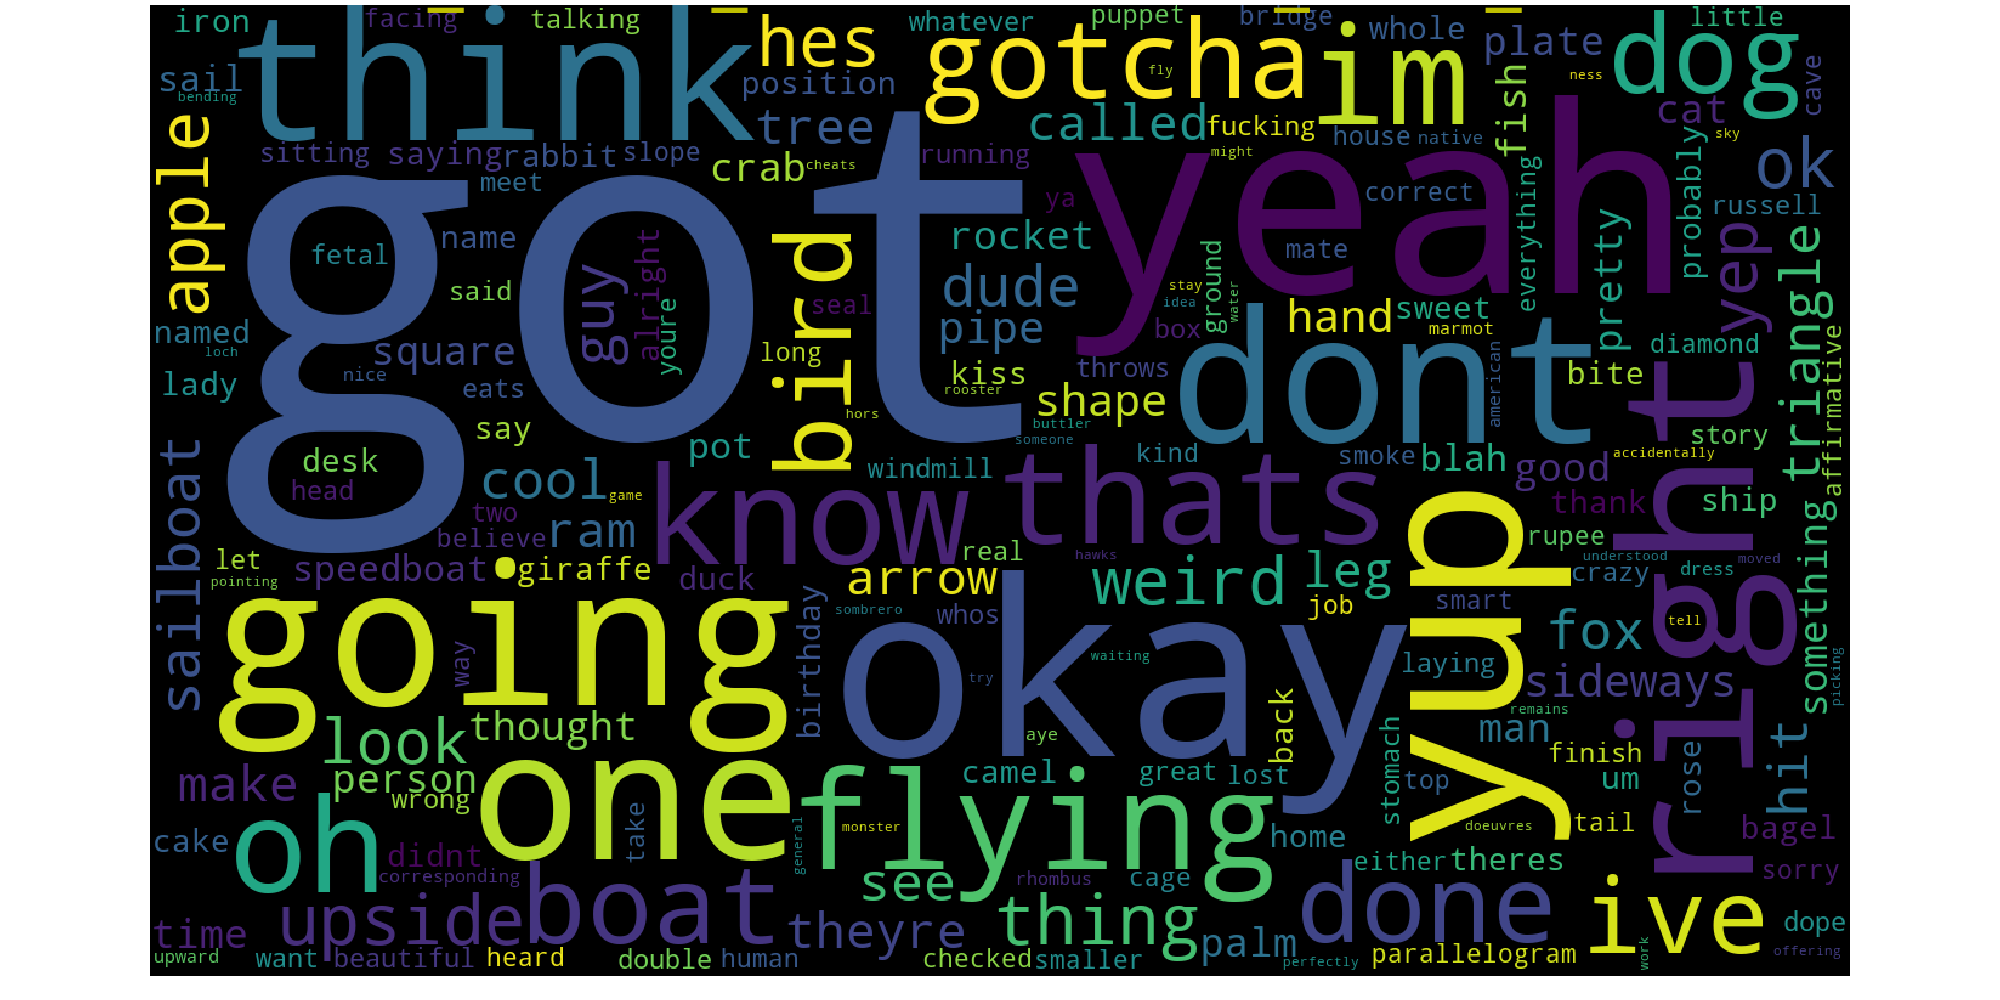 iron
facing
talking
think
hes
whatever
puppet
bridge
whole
little
gotcha
im
plate
dog
sail
bending
position
fly
ness
cave
fish
apple
tree
called
fucking
house
native
cat
sky
sitting
saying
rabbit
slope
crab
cheats
running
might
probably
ok
meet
got
yeah
ya
correct
everything
russell
fetal
name
guy
alright
bird
rocket
ground
mate
pretty
yep
triangle
said
youre
seal
dude
stay
idea
water
hand
sweet
named
loch
square
long
pipe
box
dont
marmot
diamond
affirmative
nice
lady
eats
kiss
throws
american
bite
rooster
shape
hors
buttler
someone
say
pot
right
story
desk
head
cool
windmill
kind
smoke
blah
good
accidentally
sailboat
game
know
thats
yup
thank
ship
two
believe
ram
real
hawks
rupee
something
let
pointing
speedboat
giraffe
duck
arrow
weird
leg
understood
crazy
dress
moved
going
birthday
sombrero
whos
okay
job
smart
fox
tell
way
try
waiting
laying
sideways
picking
look
thought
aye
back
remains
man
rose
hit
make
person
wrong
one
flying
camel
great
lost
stomach
top
finish
um
cake
oh
didnt
take
general
monster
home
doeuvres
tail
bagel
corresponding
see
rhombus
cage
either
theres
sorry
time
upside
boat
theyre
thing
palm
done
ive
dope
upward
want
beautiful
heard
double
human
checked
smaller
perfectly
parallelogram
work
offering